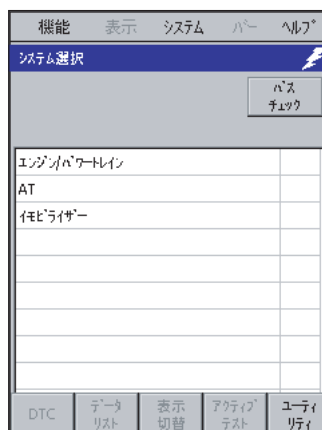 機能 表示 システム バー ヘルプ
システム選択
バス
チェック
エンジン/パワートレイン
AT
イモビライザー
DTC データ 表示 アクティブ ユーティ
リスト 切替 テスト リティ